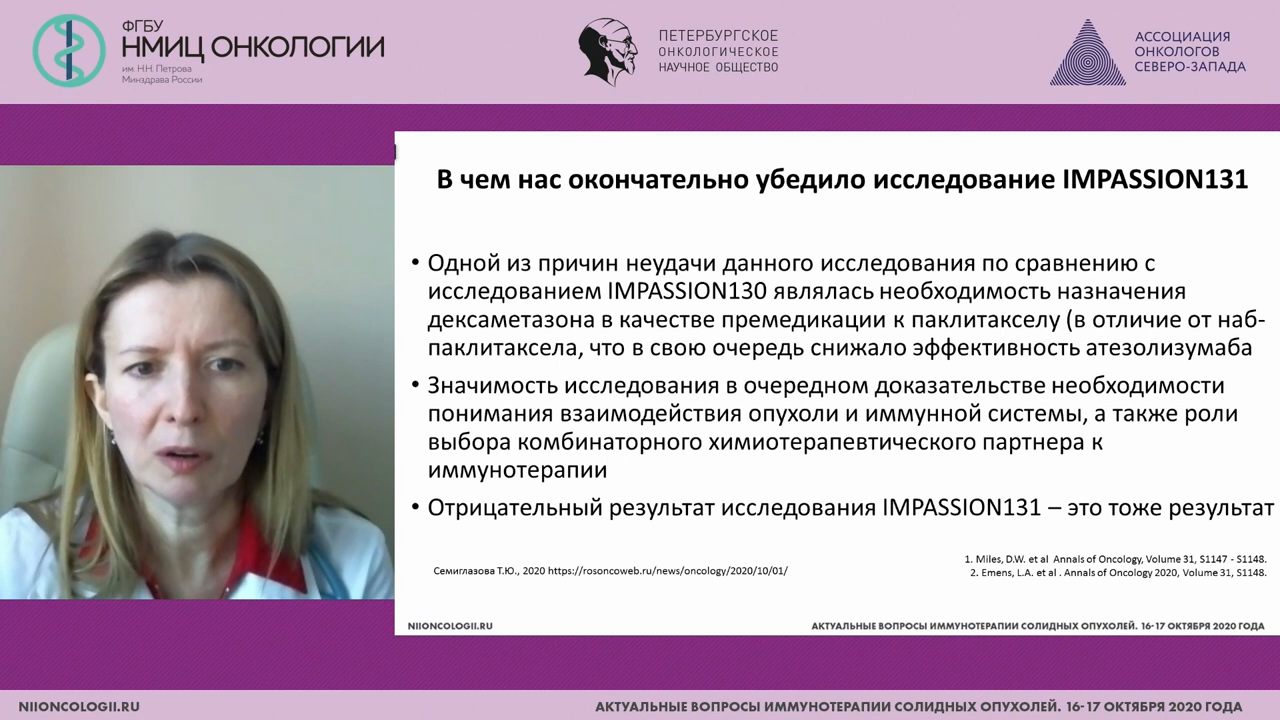 ФГБУ
НМИЦ ОНКОЛОГИИ
им. Н.Н. Петрова
Минздрава России
ПЕТЕРБУРГСКОЕ
ОНКОЛОГИЧЕСКОЕ
НАУЧНОЕ ОБЩЕСТВО
АССОЦИАЦИЯ
ОНКОЛОГОВ
СЕВЕРО-ЗАПАДА
В чем нас окончательно убедило исследование IMPASSION131
• Одной из причин неудачи данного исследования по сравнению с
исследованием IMPASSION130 являлась необходимость назначения
дексаметазона в качестве премедикации к паклитакселу (в отличие от наб-
паклитаксела, что в свою очередь снижало эффективность атезолизумаба
• Значимость исследования в очередном доказательстве необходимости
понимания взаимодействия опухоли и иммунной системы, а также роли
выбора комбинаторного химиотерапевтического партнера к
иммунотерапии
• Отрицательный результат исследования IMPASSION131 – это тоже результат
Семиглазова Т.Ю., 2020 https://rosoncoweb.ru/news/oncology/2020/10/01/
1. Miles, D.W. et al Annals of Oncology, Volume 31, S1147 - S1148.
2. Emens, L.A. et al . Annals of Oncology 2020, Volume 31, S1148.
NIIONCOLOGII.RU
АКТУАЛЬНЫЕ ВОПРОСЫ ИММУНОТЕРАПИИ СОЛИДНЫХ ОПУХОЛЕЙ. 16-17 ОКТЯБРЯ 2020 ГОДА
NIIONCOLOGII.RU
АКТУАЛЬНЫЕ ВОПРОСЫ ИММУНОТЕРАПИИ СОЛИДНЫХ ОПУХОЛЕЙ. 16-17 ОКТЯБРЯ 2020 ГОДА